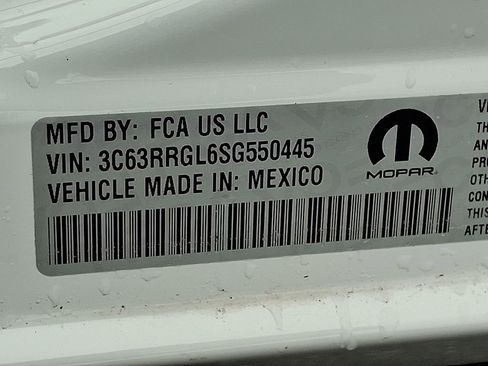 MFD BY: FCA US LLC
VIN: 3C63RRGL6SG550445
VEHICLE MADE IN: MEXICO
MOPAR